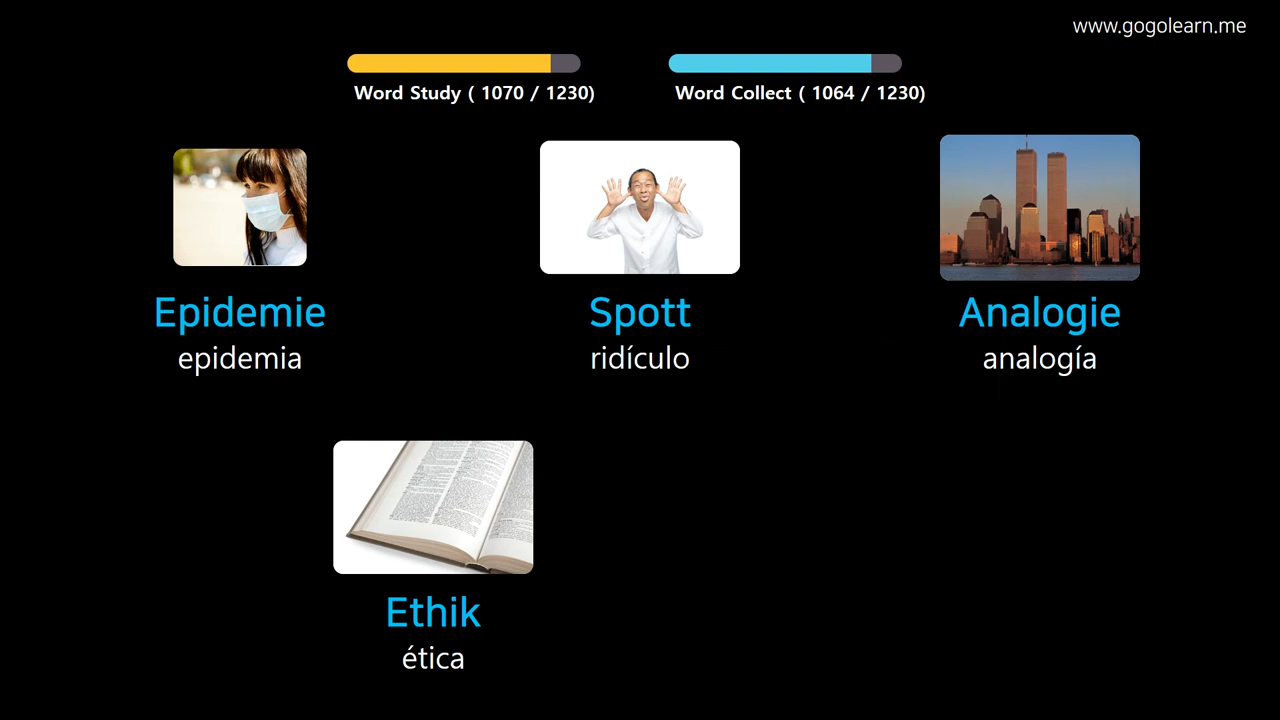 www.gogolearn.me
Word Study ( 1070 / 1230)
Word Collect ( 1064 / 1230)
Epidemie
epidemia
Spott
ridículo
Analogie
analogía
Ethik
ética